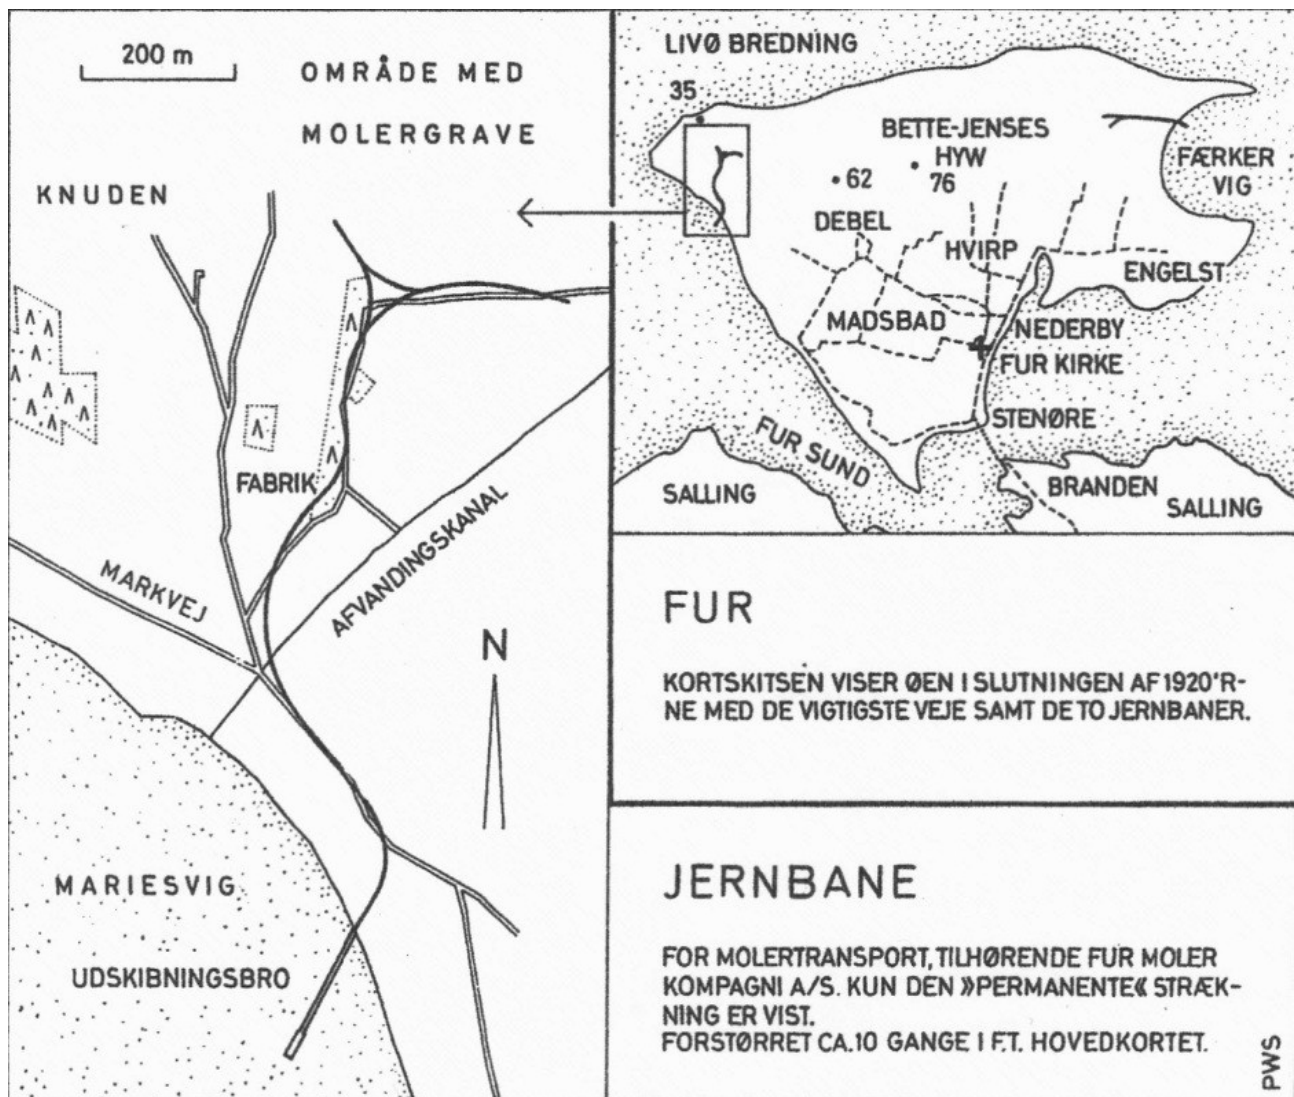 200 m
OMRÅDE MED
MOLERGRAVE
KNUDEN
FABRIK
MARKVEJ
AFVANDINGSKANAL
N
MARIESVIG
UDSKIBNINGSBRO
LIVØ BREDNING
35
BETTE-JENSES
HYW
76
62
FÆRKER
VIG
DEBEL
HVIRP
ENGELST
MADSBAD
NEDERBY
FUR KIRKE
STENØRE
FUR SUND
SALLING
BRANDEN
SALLING
FUR
KORTSKITSEN VISER ØEN I SLUTNINGEN AF 1920'R-
NE MED DE VIGTIGSTE VEJE SAMT DE TO JERNBANER.
JERNBANE
FOR MOLERTRANSPORT, TILHØRENDE FUR MOLER
KOMPAGNI A/S. KUN DEN »PERMANENTE« STRÆK-
NING ER VIST.
FORSTØRRET CA. 10 GANGE I F.T. HOVEDKORTET.
PWS